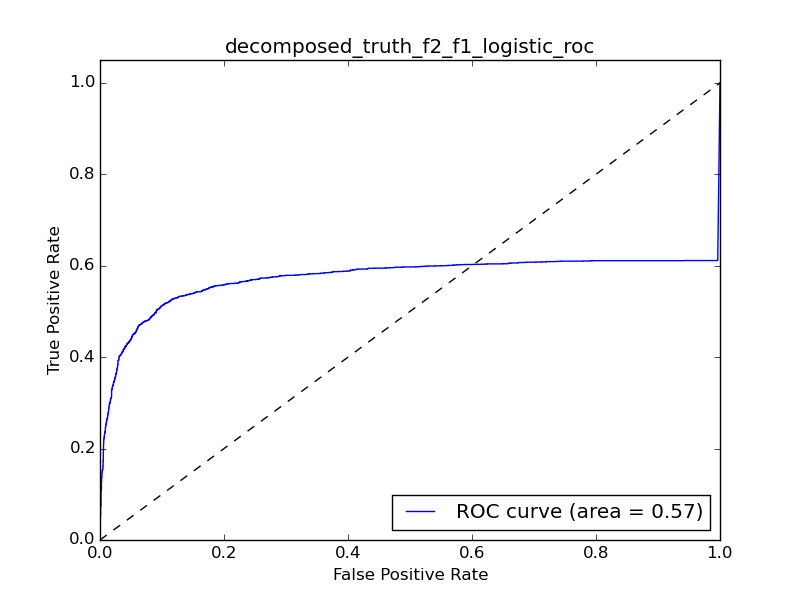 decomposed_truth_f2_f1_logistic_roc
1.0
0.8
0.6
0.4
0.2
0.0
True Positive Rate
ROC curve (area = 0.57)
0.0 0.2 0.4 0.6 0.8 1.0
False Positive Rate